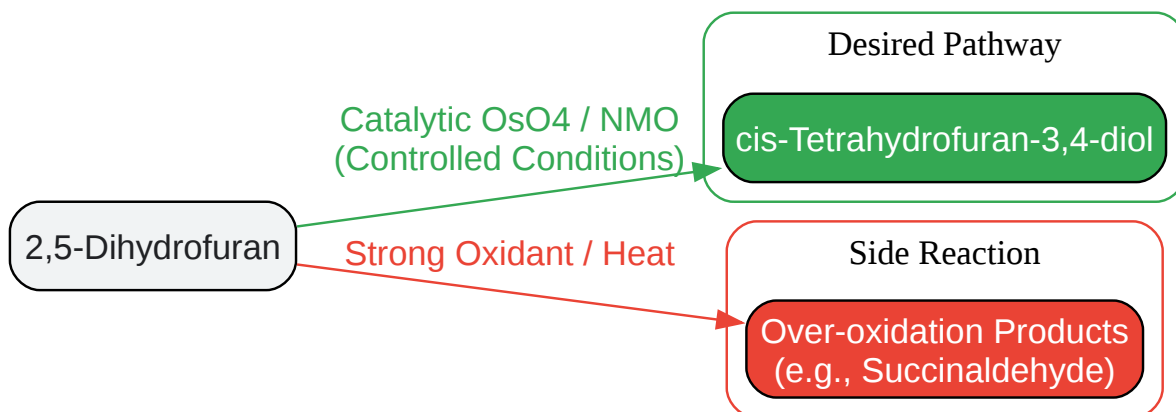 Desired Pathway
Catalytic OsO4 / NMO
(Controlled Conditions)
cis-Tetrahydrofuran-3,4-diol
2,5-Dihydrofuran
Strong Oxidant / Heat
Side Reaction
Over-oxidation Products
(e.g., Succinaldehyde)